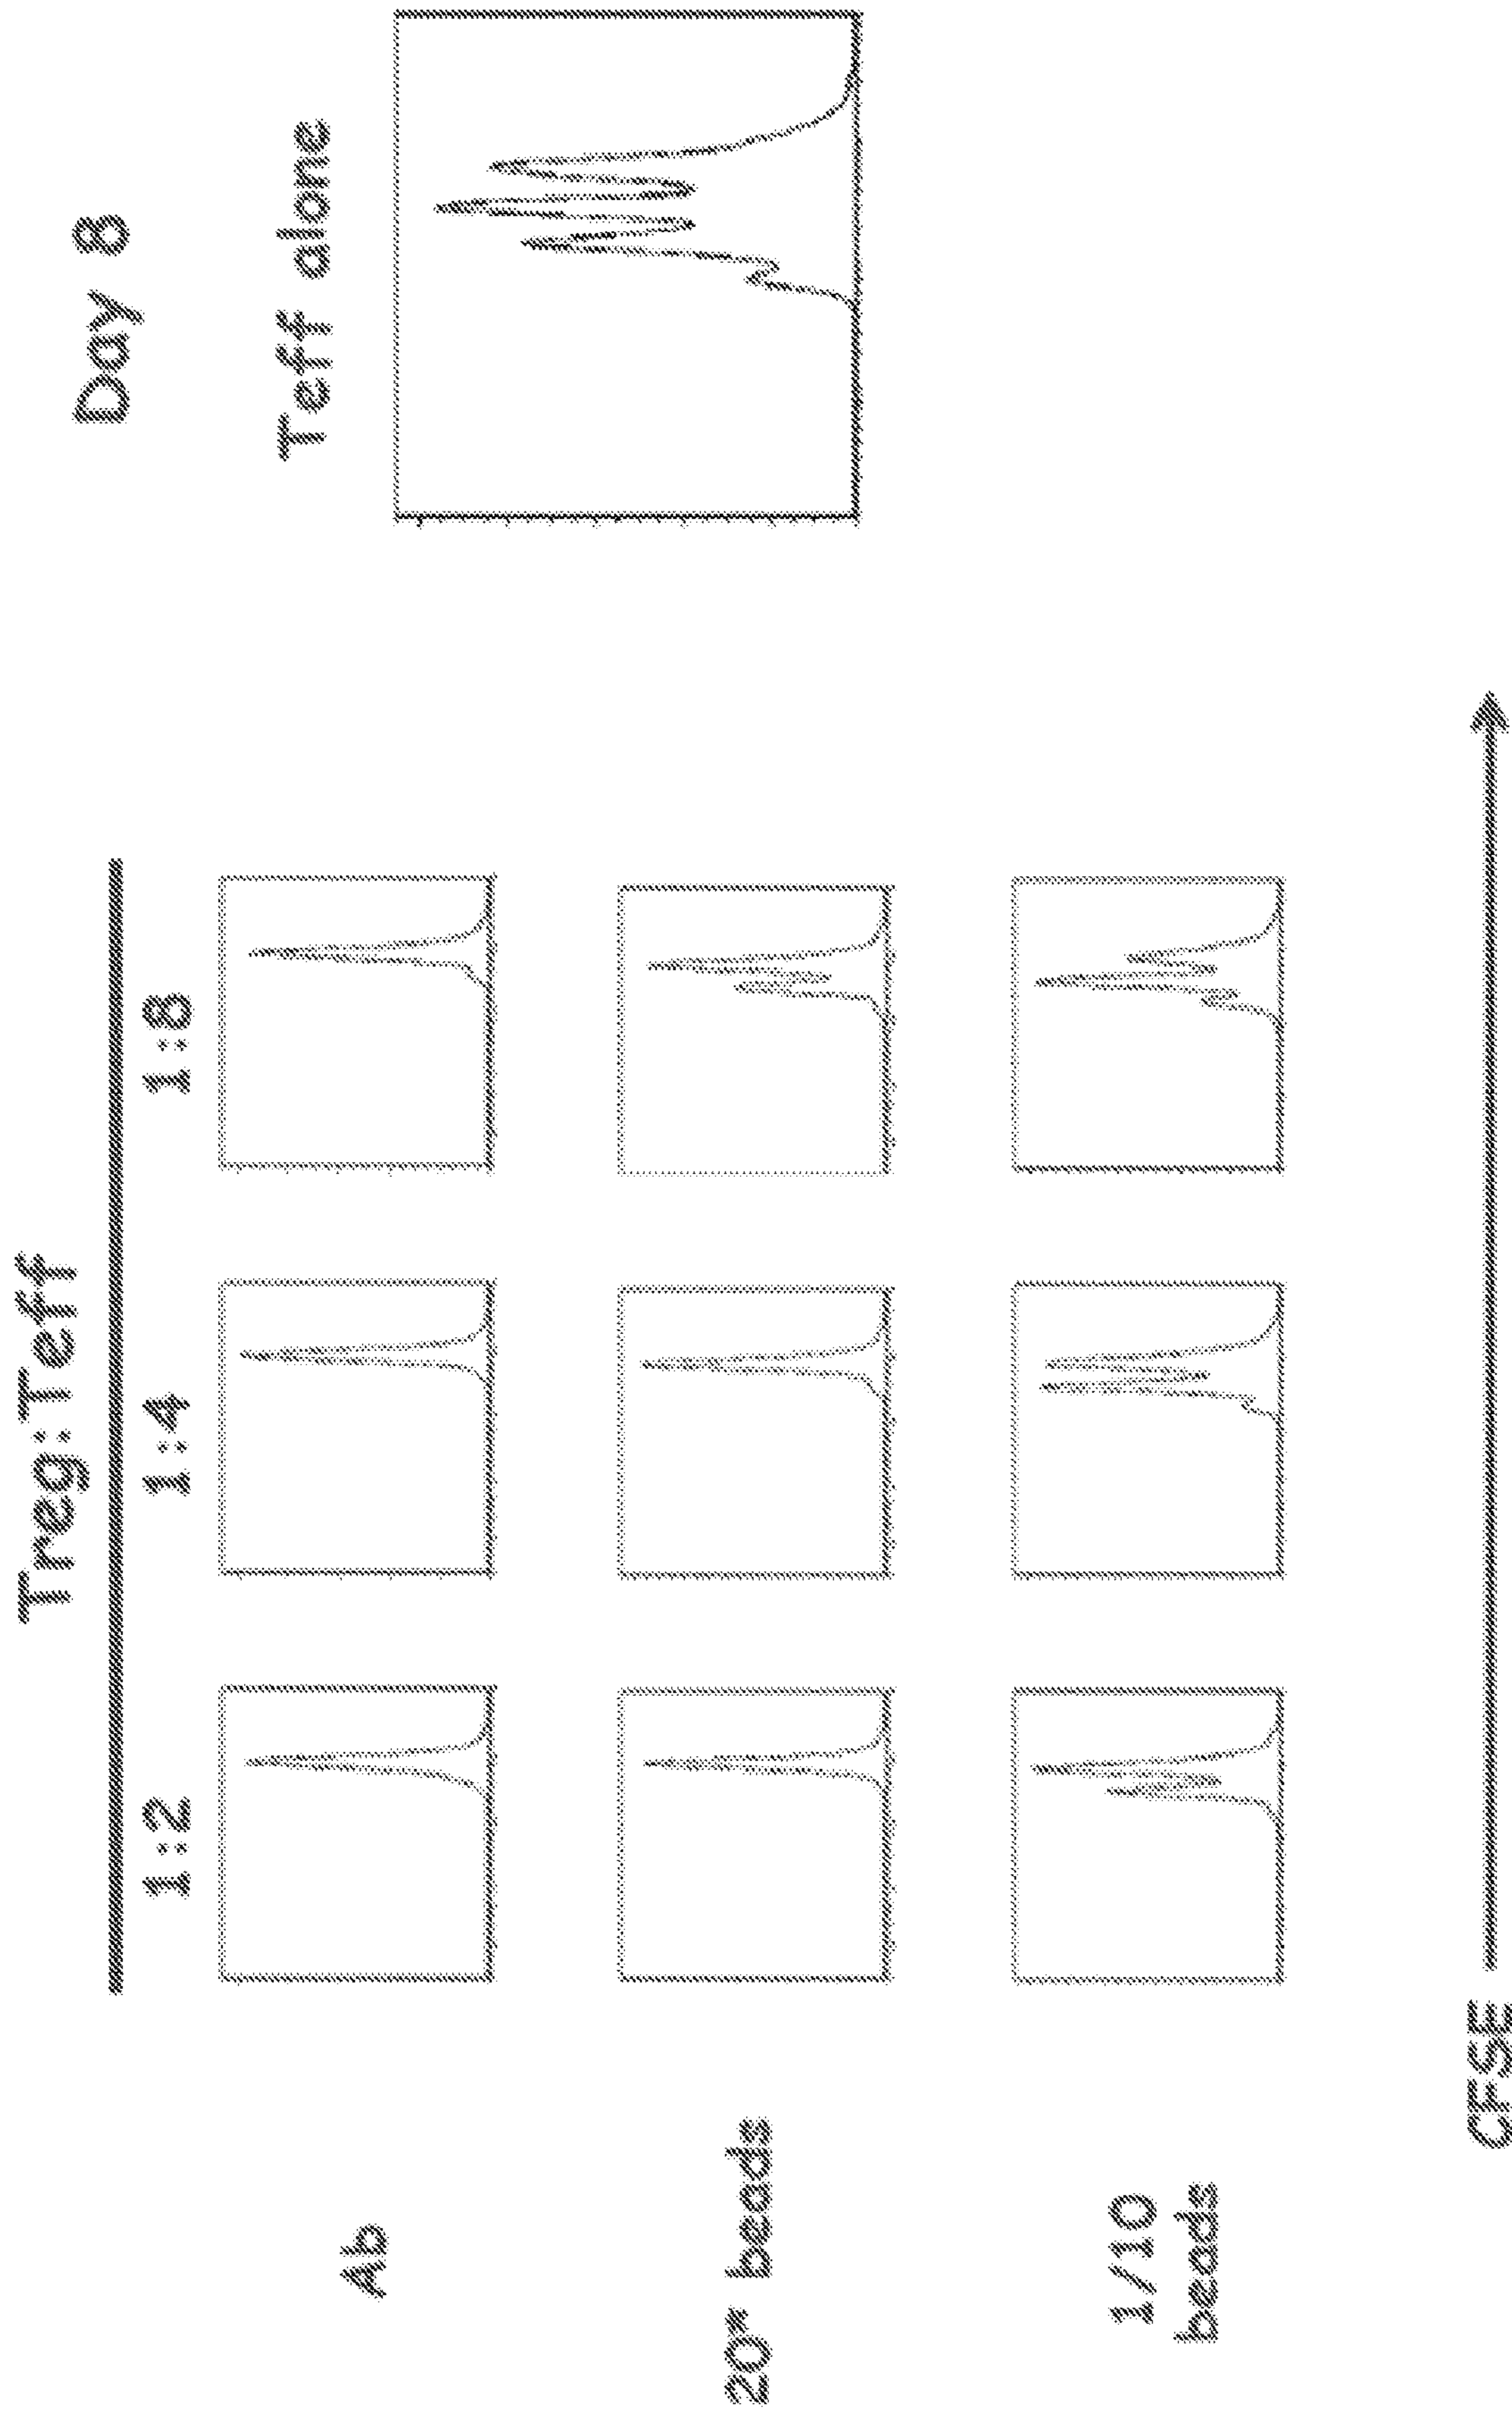 Day 8
Treg:Teff
1:2 1:4 1:8
Teff alone
Ab
20* beads
1/10
beads
CFSE